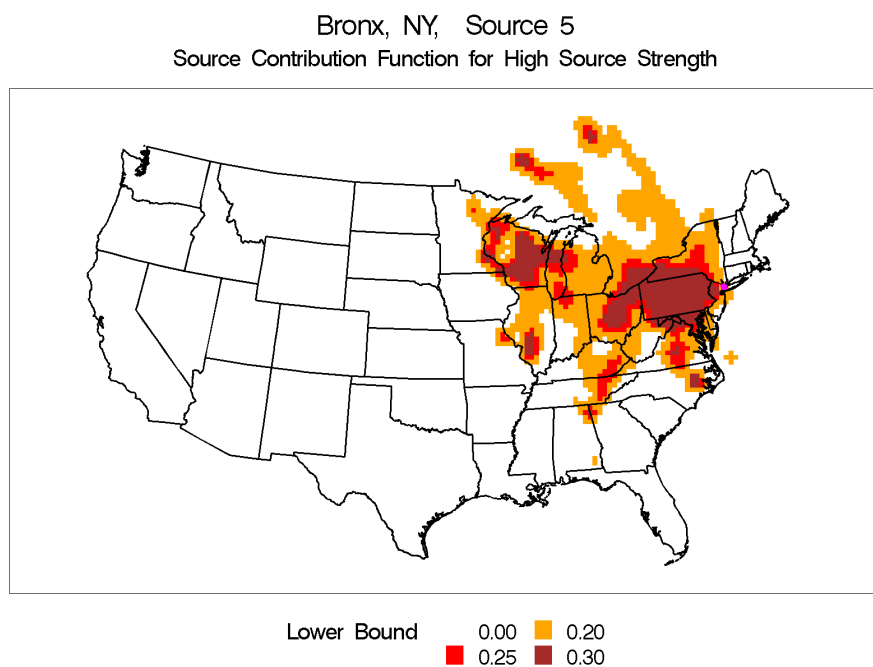 Bronx, NY, Source 5
Source Contribution Function for High Source Strength
Lower Bound 0.00 0.20
0.25 0.30